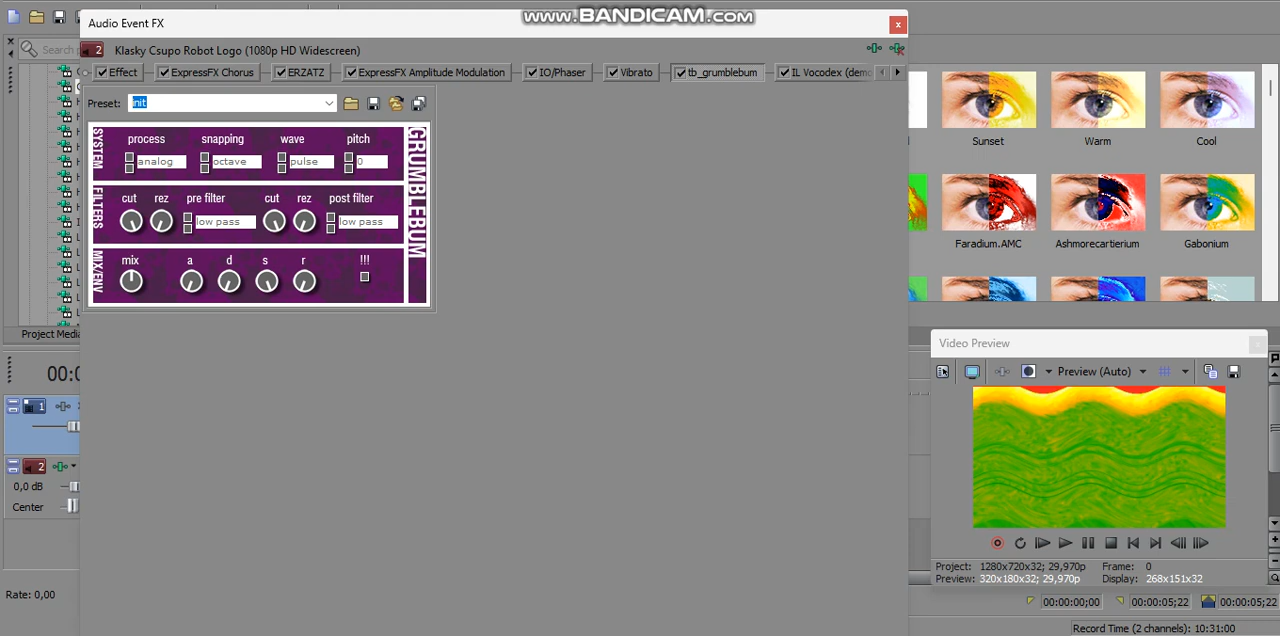 www.BANDICAM.com
Audio Event FX
x
2 Klasky Csupo Robot Logo (1080p HD Widescreen)
Search
Effect ExpressFX Chorus ERZATZ ExpressFX Amplitude Modulation IO/Phaser Vibrato tb_grumblebum IL Vocodex (demo
Preset: init
SYSTEM
process snapping wave pitch
analog octave pulse 0
FILTERS
cut rez pre filter cut rez post filter
low pass low pass
MIX/ENV
mix a d s r !!!
GRUMBLEBUM
Sunset Warm Cool
Faradium.AMC Ashmorecartierium Gabonium
Project Media
Video Preview
Preview (Auto)
00:0
1
2
0,0 dB
Center
Project: 1280x720x32; 29,970p Frame: 0
Preview: 320x180x32; 29,970p Display: 268x151x32
Rate: 0,00
00:00:00;00 00:00:05;22 00:00:05;22
Record Time (2 channels): 10:31:00